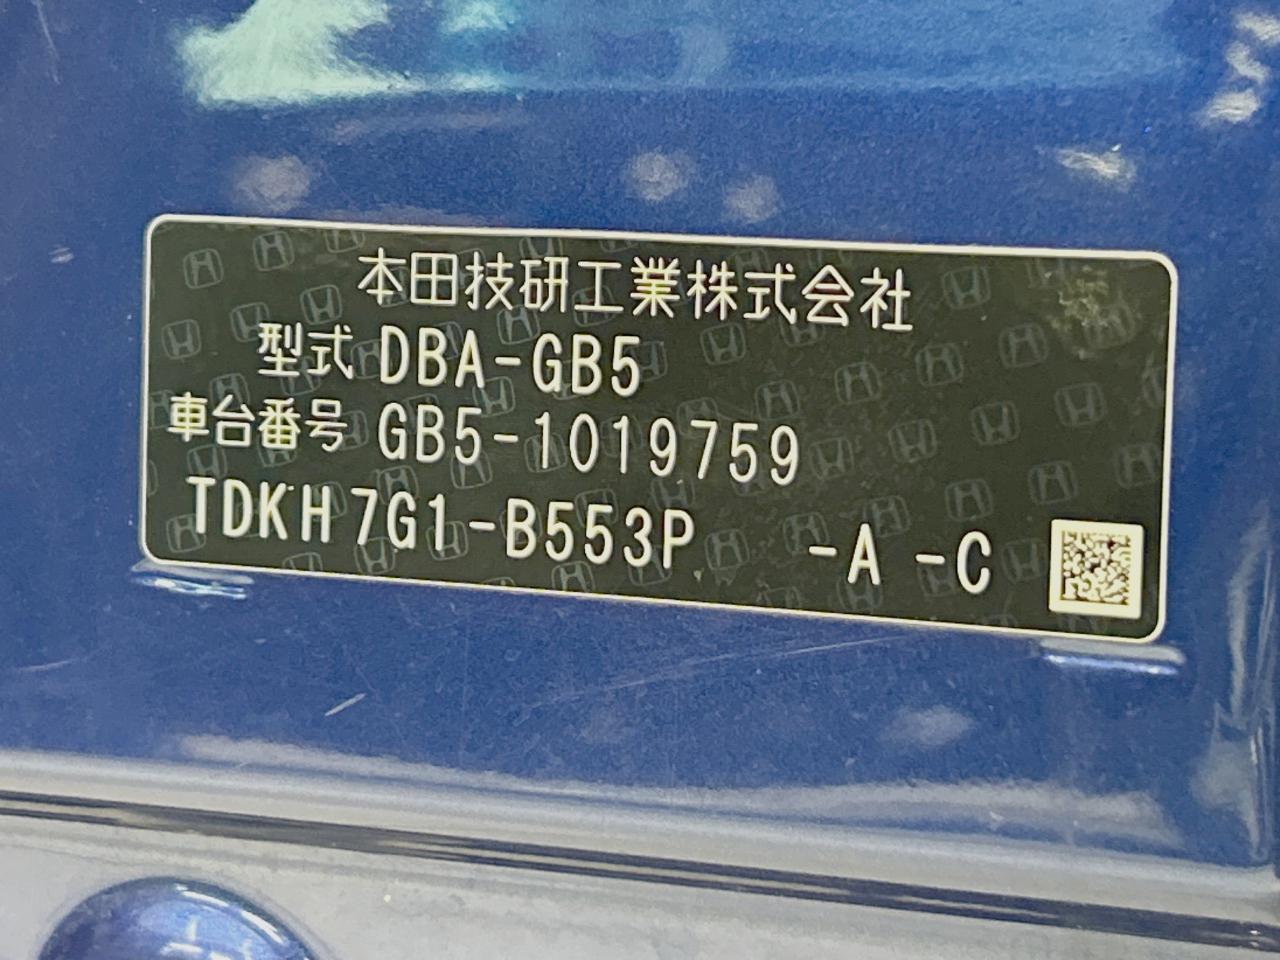 本田技研工業株式会社
型式 DBA-GB5
車台番号 GB5-1019759
TDKH7G1-B553P -A -C